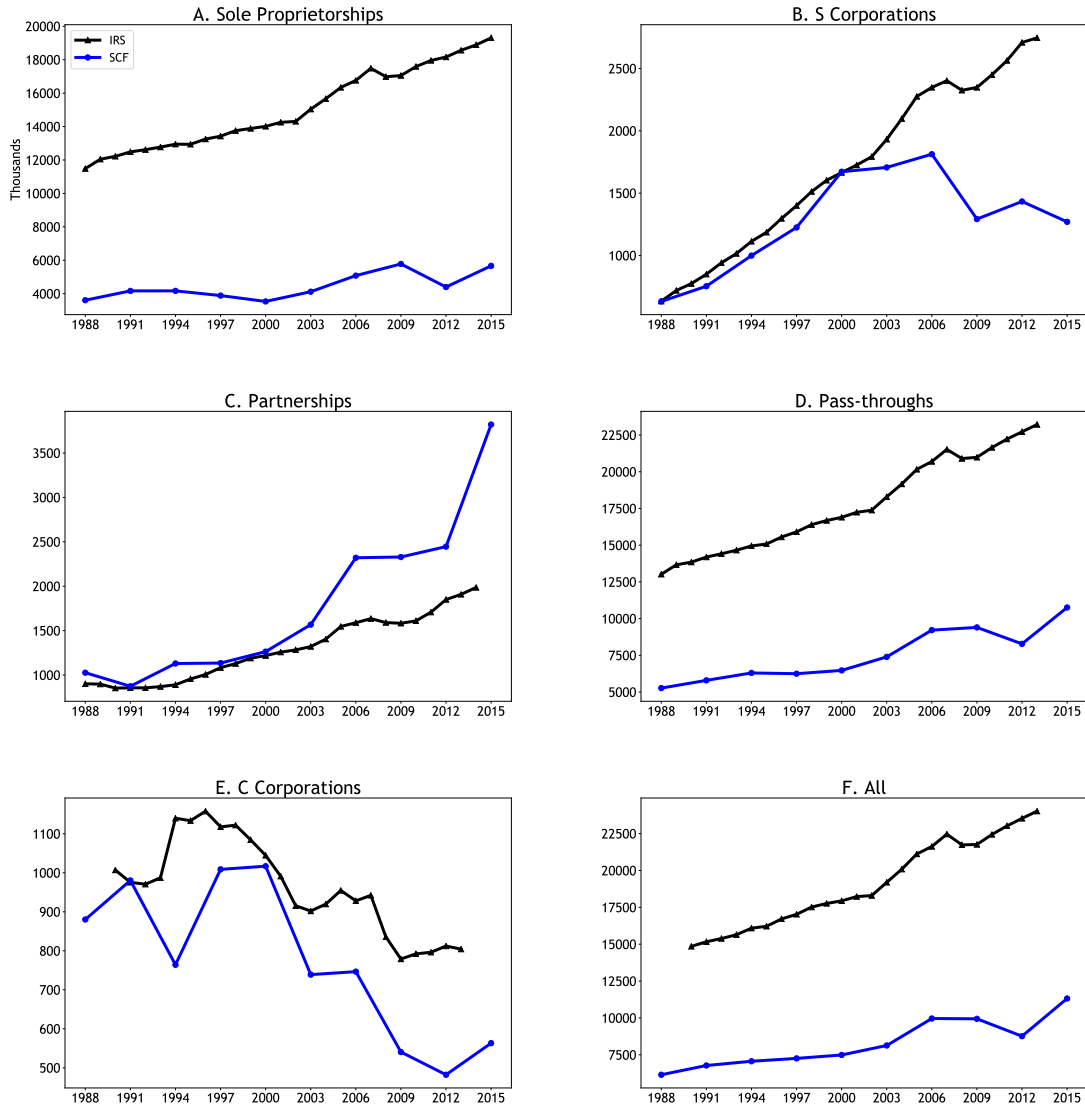 A. Sole Proprietorships
20000
18000
16000
14000
12000
10000
8000
6000
4000
Thousands
IRS
SCF
1988 1991 1994 1997 2000 2003 2006 2009 2012 2015
B. S Corporations
2500
2000
1500
1000
1988 1991 1994 1997 2000 2003 2006 2009 2012 2015
C. Partnerships
3500
3000
2500
2000
1500
1000
1988 1991 1994 1997 2000 2003 2006 2009 2012 2015
D. Pass-throughs
22500
20000
17500
15000
12500
10000
7500
5000
1988 1991 1994 1997 2000 2003 2006 2009 2012 2015
E. C Corporations
1100
1000
900
800
700
600
500
1988 1991 1994 1997 2000 2003 2006 2009 2012 2015
F. All
22500
20000
17500
15000
12500
10000
7500
1988 1991 1994 1997 2000 2003 2006 2009 2012 2015